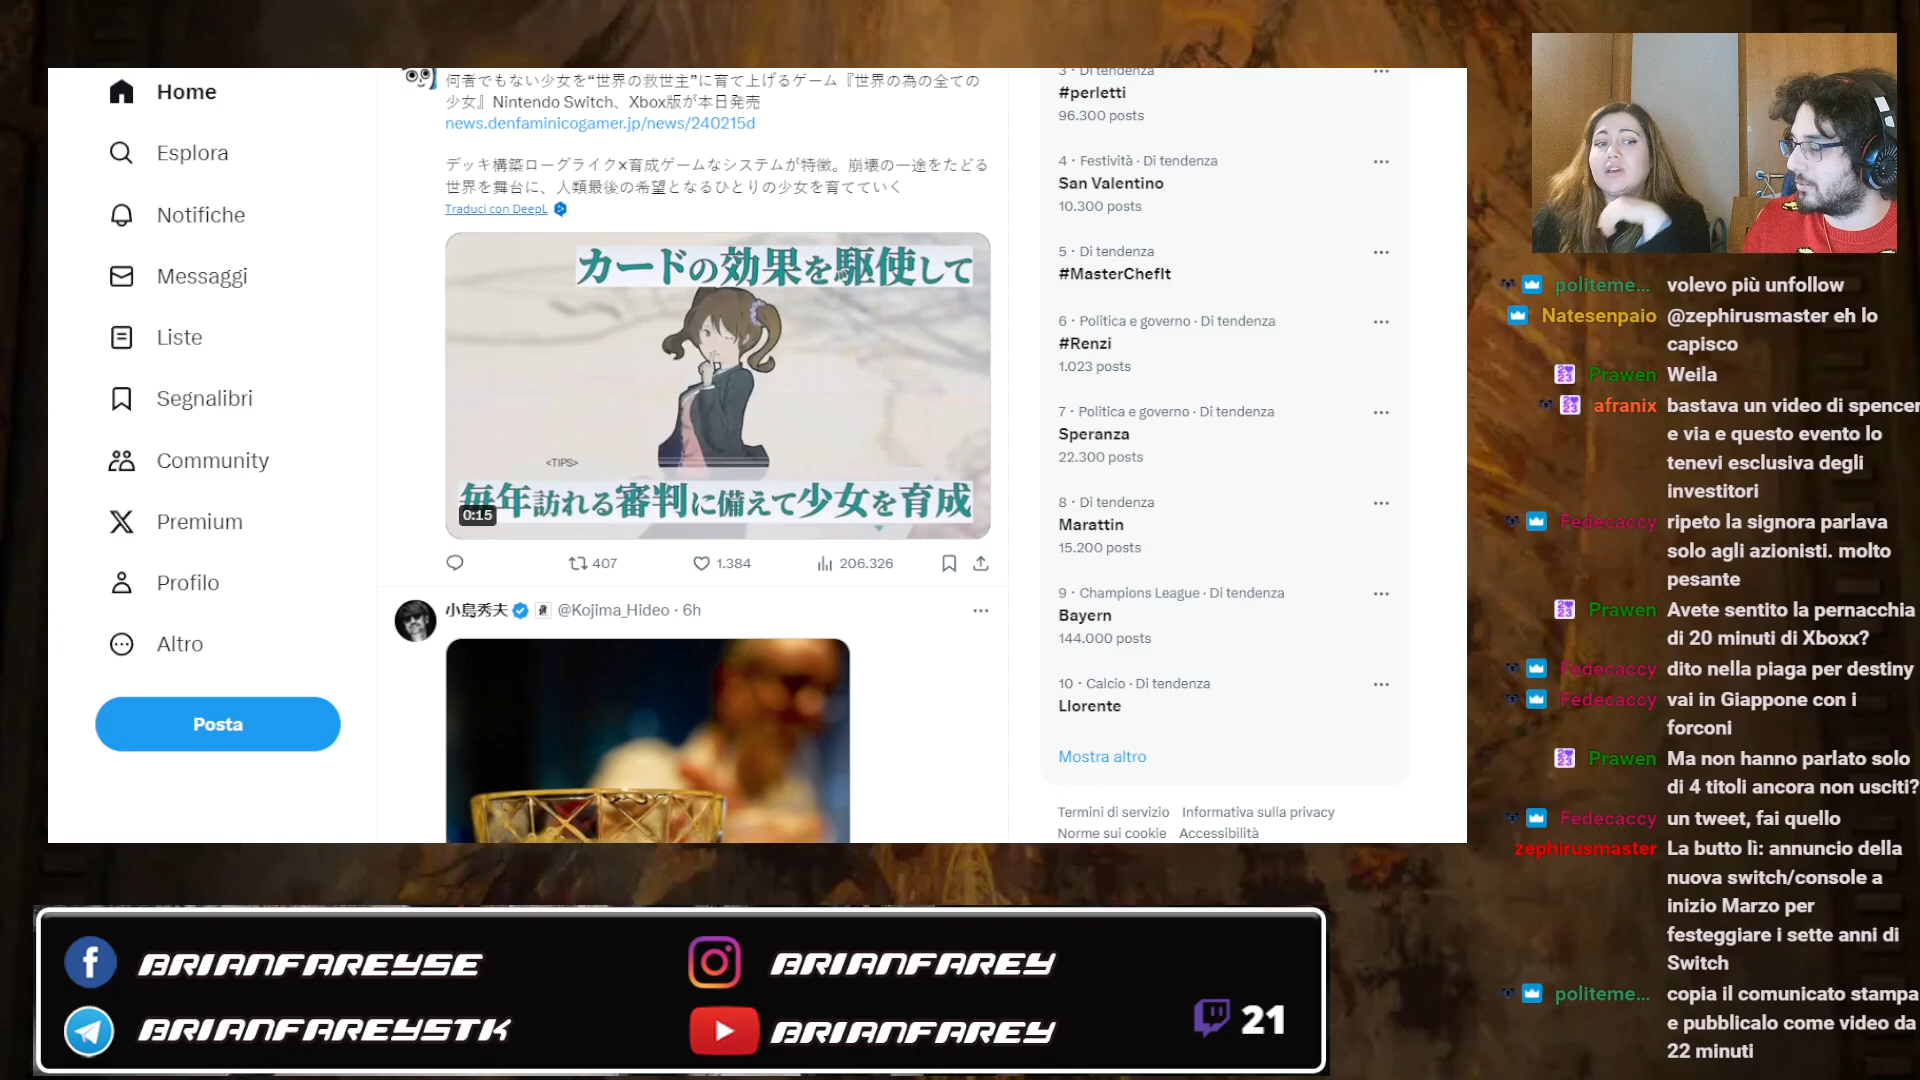 Home
Esplora
Notifiche
Messaggi
Liste
Segnalibri
Community
Premium
Profilo
Altro
Posta
何者でもない少女を“世界の救世主”に育て上げるゲーム『世界の為の全ての
少女』Nintendo Switch、Xbox版が本日発売
news.denfaminicogamer.jp/news/240215d
デッキ構築ローグライク×育成ゲームなシステムが特徴。崩壊の一途をたどる
世界を舞台に、人類最後の希望となるひとりの少女を育てていく
Traduci con DeepL
カードの効果を駆使して
<TIPS>
毎年訪れる審判に備えて少女を育成
0:15
407
1.384
206.326
小島秀夫 @Kojima_Hideo · 6h
3 · Di tendenza
#perletti
96.300 posts
4 · Festività · Di tendenza
San Valentino
10.300 posts
5 · Di tendenza
#MasterChefIt
6 · Politica e governo · Di tendenza
#Renzi
1.023 posts
7 · Politica e governo · Di tendenza
Speranza
22.300 posts
8 · Di tendenza
Marattin
15.200 posts
9 · Champions League · Di tendenza
Bayern
144.000 posts
10 · Calcio · Di tendenza
Llorente
Mostra altro
Termini di servizio Informativa sulla privacy
Norme sui cookie Accessibilità
politeme... volevo più unfollow
Natesenpaio @zephirusmaster eh lo
capisco
Prawen Weila
afranix bastava un video di spencer
e via e questo evento lo
tenevi esclusiva degli
investitori
Fedecaccy ripeto la signora parlava
solo agli azionisti. molto
pesante
Prawen Avete sentito la pernacchia
di 20 minuti di Xboxx?
Fedecaccy dito nella piaga per destiny
Fedecaccy vai in Giappone con i
forconi
Prawen Ma non hanno parlato solo
di 4 titoli ancora non usciti?
Fedecaccy un tweet, fai quello
zephirusmaster La butto lì: annuncio della
nuova switch/console a
inizio Marzo per
festeggiare i sette anni di
Switch
politeme... copia il comunicato stampa
e pubblicalo come video da
22 minuti
BRIANFAREYSE
BRIANFAREY
BRIANFAREYSTK
BRIANFAREY
21